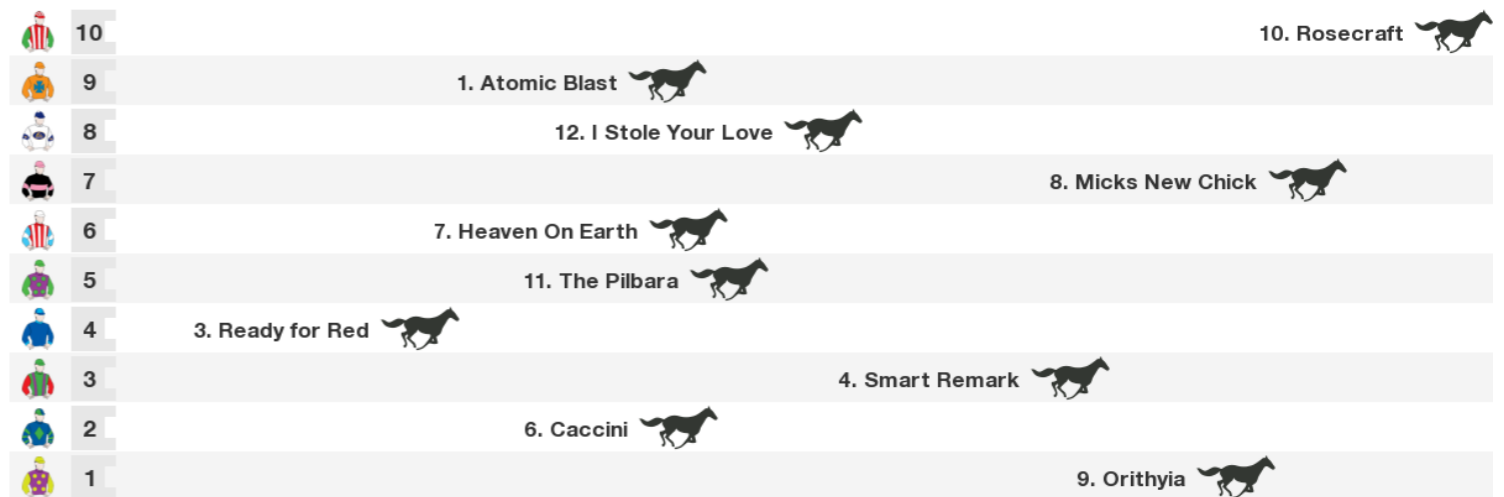 10 10. Rosecraft
9 1. Atomic Blast
8 12. I Stole Your Love
7 8. Micks New Chick
6 7. Heaven On Earth
5 11. The Pilbara
4 3. Ready for Red
3 4. Smart Remark
2 6. Caccini
1 9. Orithyia